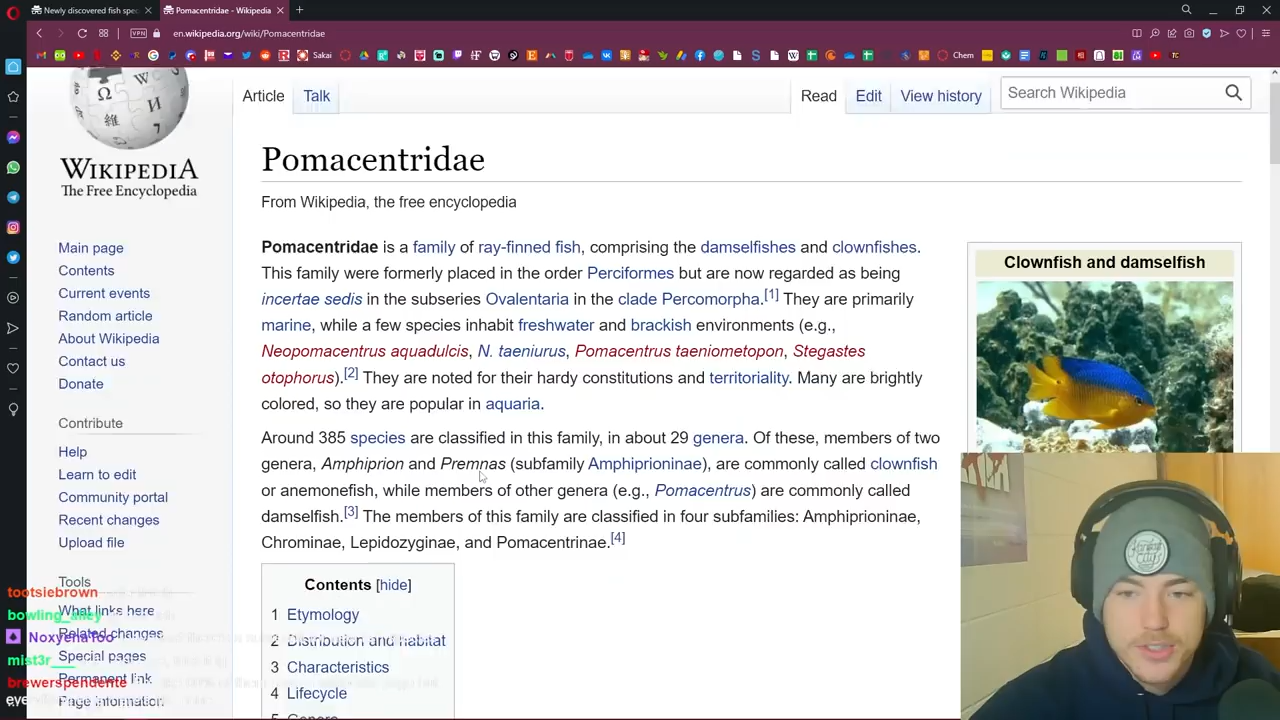 Newly discovered fish spec
Pomacentridae - Wikipedia
VPN
en.wikipedia.org/wiki/Pomacentridae
Sakai
Chem
WIKIPEDIA
The Free Encyclopedia
Article
Talk
Read
Edit
View history
Search Wikipedia
Main page
Contents
Current events
Random article
About Wikipedia
Contact us
Donate
Contribute
Help
Learn to edit
Community portal
Recent changes
Upload file
Tools
What links here
Related changes
Special pages
Permanent link
Page information
Pomacentridae
From Wikipedia, the free encyclopedia
Pomacentridae is a family of ray-finned fish, comprising the damselfishes and clownfishes.
This family were formerly placed in the order Perciformes but are now regarded as being
incertae sedis in the subseries Ovalentaria in the clade Percomorpha.[1] They are primarily
marine, while a few species inhabit freshwater and brackish environments (e.g.,
Neopomacentrus aquadulcis, N. taeniurus, Pomacentrus taeniometopon, Stegastes
otophorus).[2] They are noted for their hardy constitutions and territoriality. Many are brightly
colored, so they are popular in aquaria.
Around 385 species are classified in this family, in about 29 genera. Of these, members of two
genera, Amphiprion and Premnas (subfamily Amphiprioninae), are commonly called clownfish
or anemonefish, while members of other genera (e.g., Pomacentrus) are commonly called
damselfish.[3] The members of this family are classified in four subfamilies: Amphiprioninae,
Chrominae, Lepidozyginae, and Pomacentrinae.[4]
Contents [hide]
1 Etymology
2 Distribution and habitat
3 Characteristics
4 Lifecycle
5 Genera
Clownfish and damselfish
tootsiebrown
bowling_alley
NoxyenaToo
mist3r___
brewerspendente